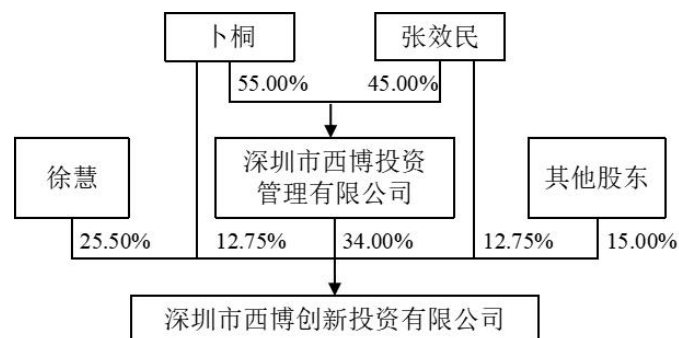 卜桐
张效民
55.00%
45.00%
徐慧
深圳市西博投资
管理有限公司
其他股东
25.50%
12.75%
34.00%
12.75%
15.00%
深圳市西博创新投资有限公司